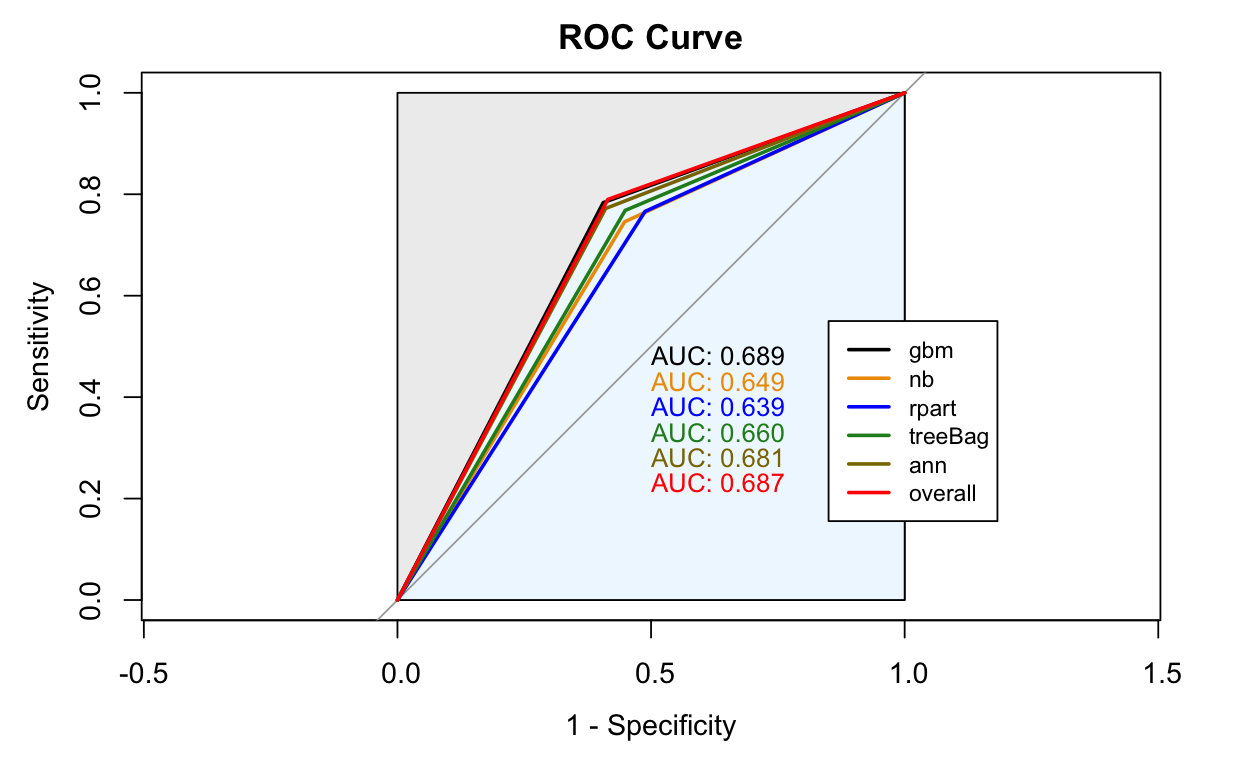 ROC Curve
Sensitivity
1.0
0.8
0.6
0.4
0.2
0.0
AUC: 0.689
AUC: 0.649
AUC: 0.639
AUC: 0.660
AUC: 0.681
AUC: 0.687
gbm
nb
rpart
treeBag
ann
overall
-0.5 0.0 0.5 1.0 1.5
1 - Specificity